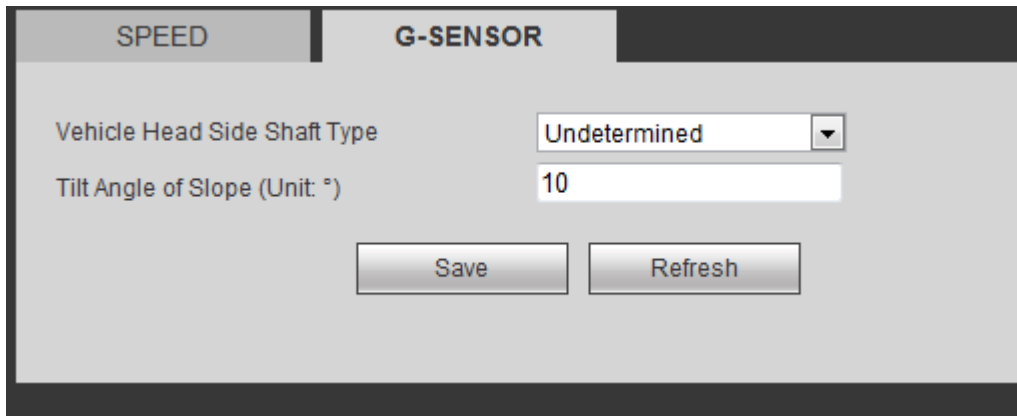 SPEED G-SENSOR
Vehicle Head Side Shaft Type Undetermined
Tilt Angle of Slope (Unit: °) 10
Save Refresh